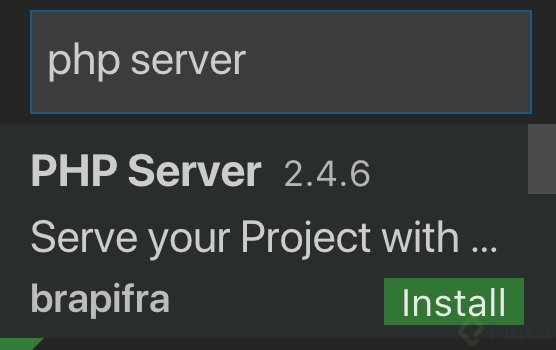 php server
PHP Server 2.4.6
Serve your Project with ...
brapifra
Install